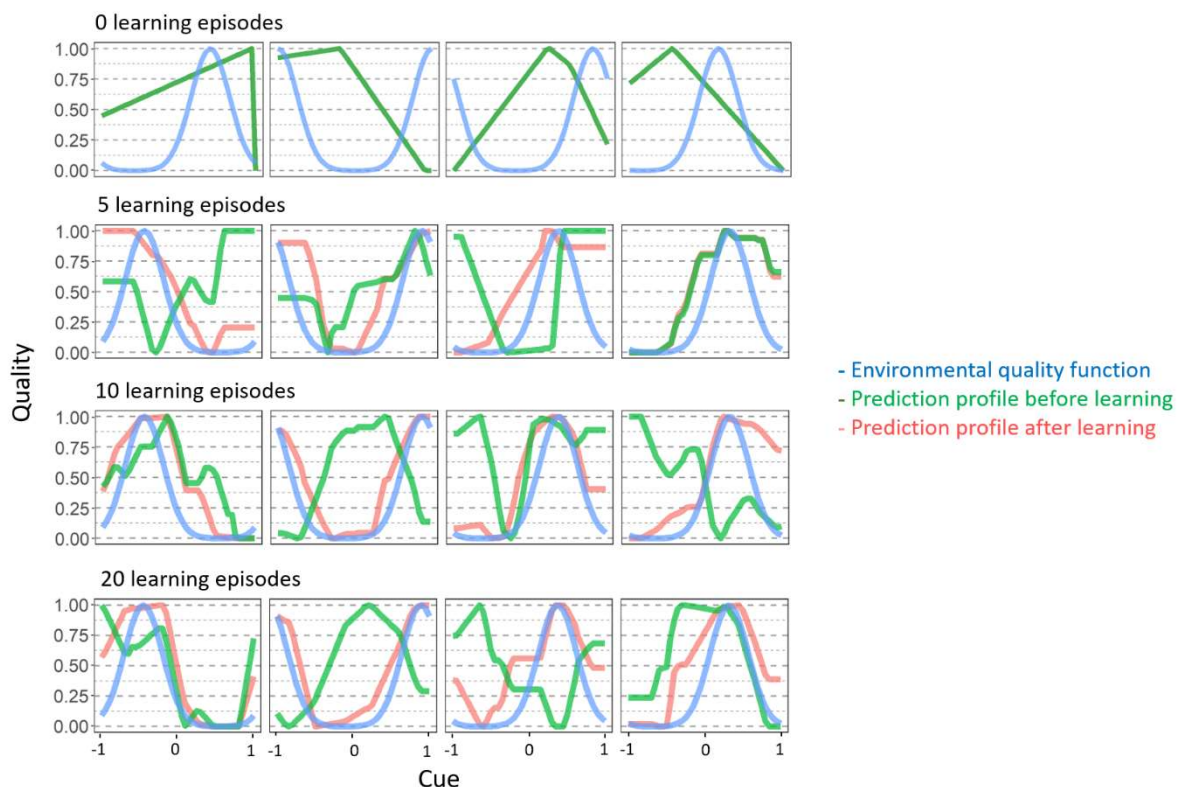 0 learning episodes
1.00
0.75
0.50
0.25
0.00
5 learning episodes
1.00
0.75
0.50
0.25
0.00
10 learning episodes
1.00
0.75
0.50
0.25
0.00
20 learning episodes
1.00
0.75
0.50
0.25
0.00
-1 0 1 -1 0 1 -1 0 1 -1 0 1
Cue
Quality
- Environmental quality function
- Prediction profile before learning
- Prediction profile after learning